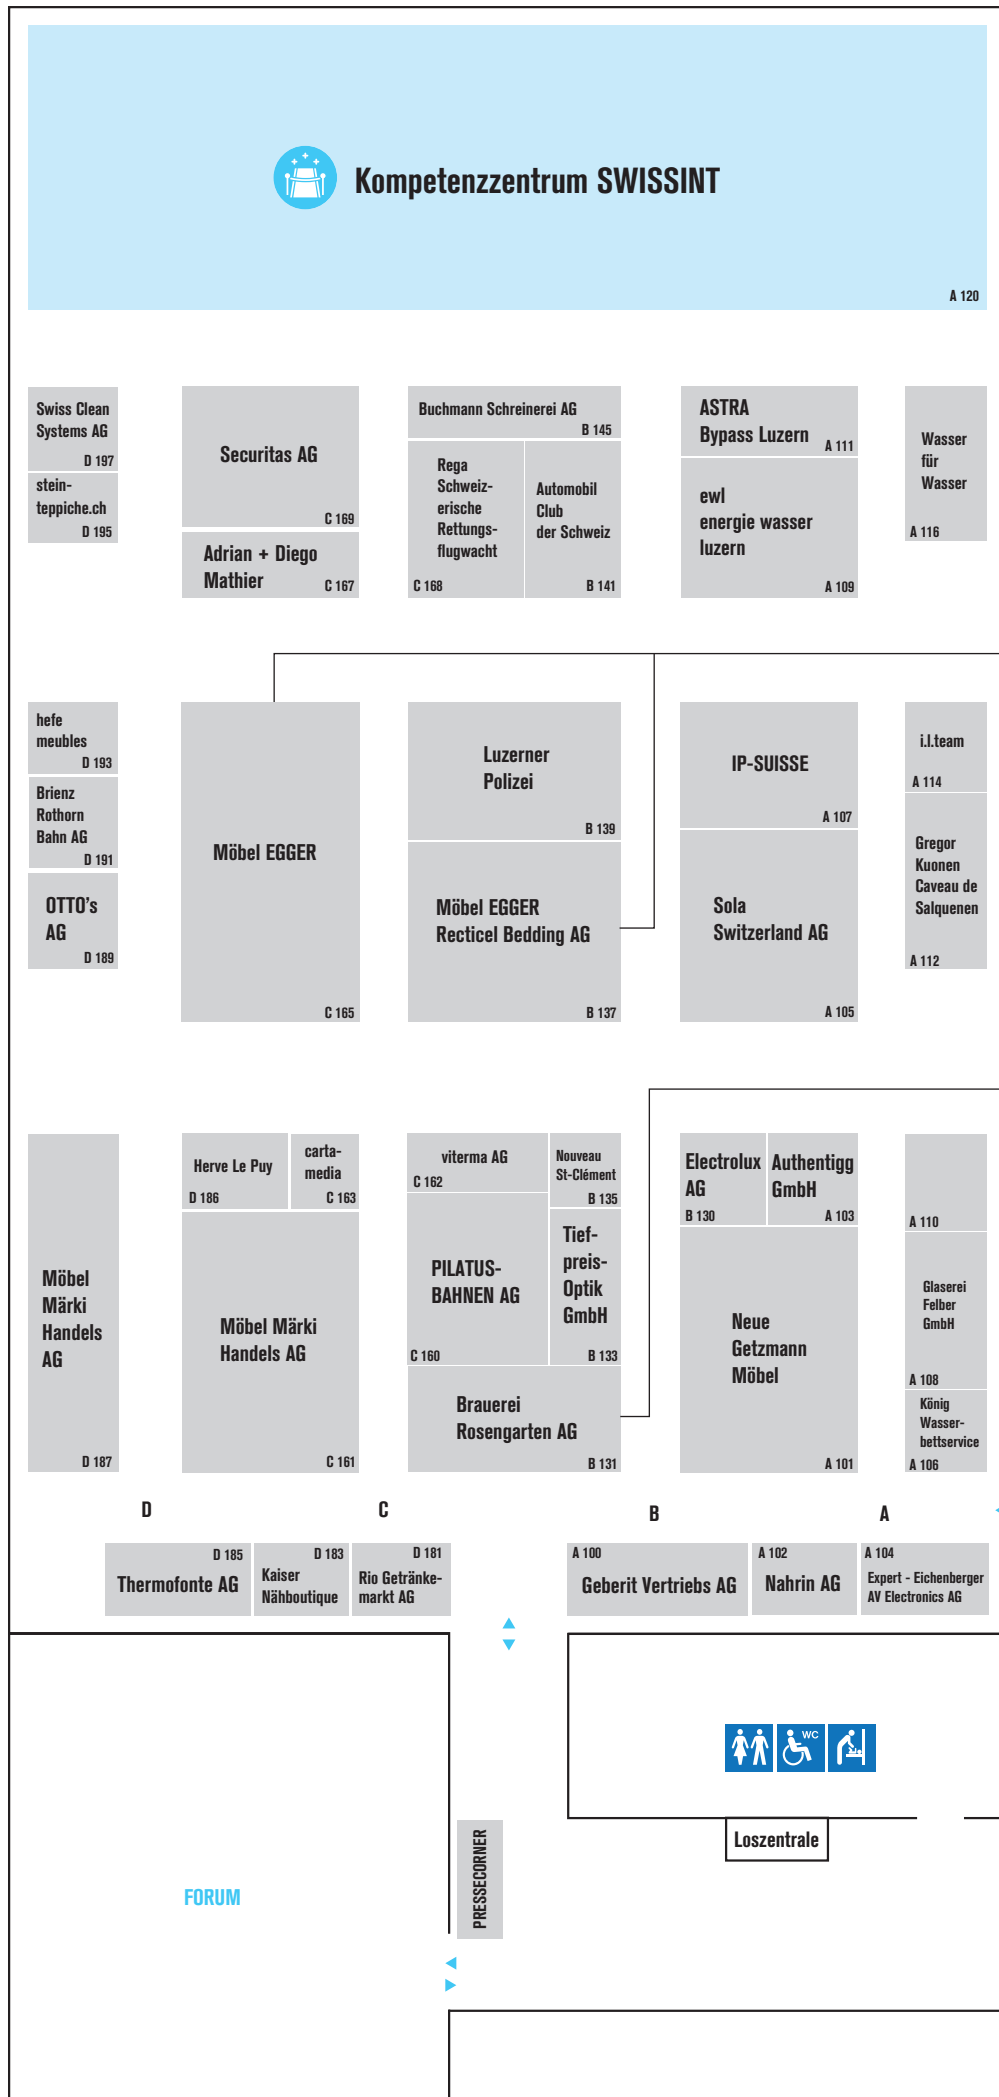 Kompetenzzentrum SWISSINT
A 120
Swiss Clean
Systems AG
D 197
stein-
teppiche.ch
D 195
Securitas AG
C 169
Adrian + Diego
Mathier
C 167
Buchmann Schreinerei AG
B 145
Rega
Schweiz-
erische
Rettungs-
flugwacht
C 168
Automobil
Club
der Schweiz
B 141
ASTRA
Bypass Luzern
A 111
ewl
energie wasser
luzern
A 109
Wasser
für
Wasser
A 116
hefe
meubles
D 193
Brienz
Rothorn
Bahn AG
D 191
OTTO's
AG
D 189
Möbel EGGER
C 165
Luzerner
Polizei
B 139
Möbel EGGER
Recticel Bedding AG
B 137
IP-SUISSE
A 107
Sola
Switzerland AG
A 105
i.l.team
A 114
Gregor
Kuonen
Caveau de
Salquenen
A 112
Möbel
Märki
Handels
AG
D 187
Herve Le Puy
D 186
carta-
media
C 163
Möbel Märki
Handels AG
C 161
viterma AG
C 162
Nouveau
St-Clément
B 135
PILATUS-
BAHNEN AG
C 160
Tief-
preis-
Optik
GmbH
B 133
Brauerei
Rosengarten AG
B 131
Electrolux
AG
B 130
Authentigg
GmbH
A 103
Neue
Getzmann
Möbel
A 101
A 110
Glaserei
Felber
GmbH
A 108
König
Wasser-
bettservice
A 106
D
C
B
A
D 185
Thermofonte AG
D 183
Kaiser
Nähboutique
D 181
Rio Getränke-
markt AG
A 100
Geberit Vertriebs AG
A 102
Nahrin AG
A 104
Expert - Eichenberger
AV Electronics AG
WC
Loszentrale
PRESSECORNER
FORUM